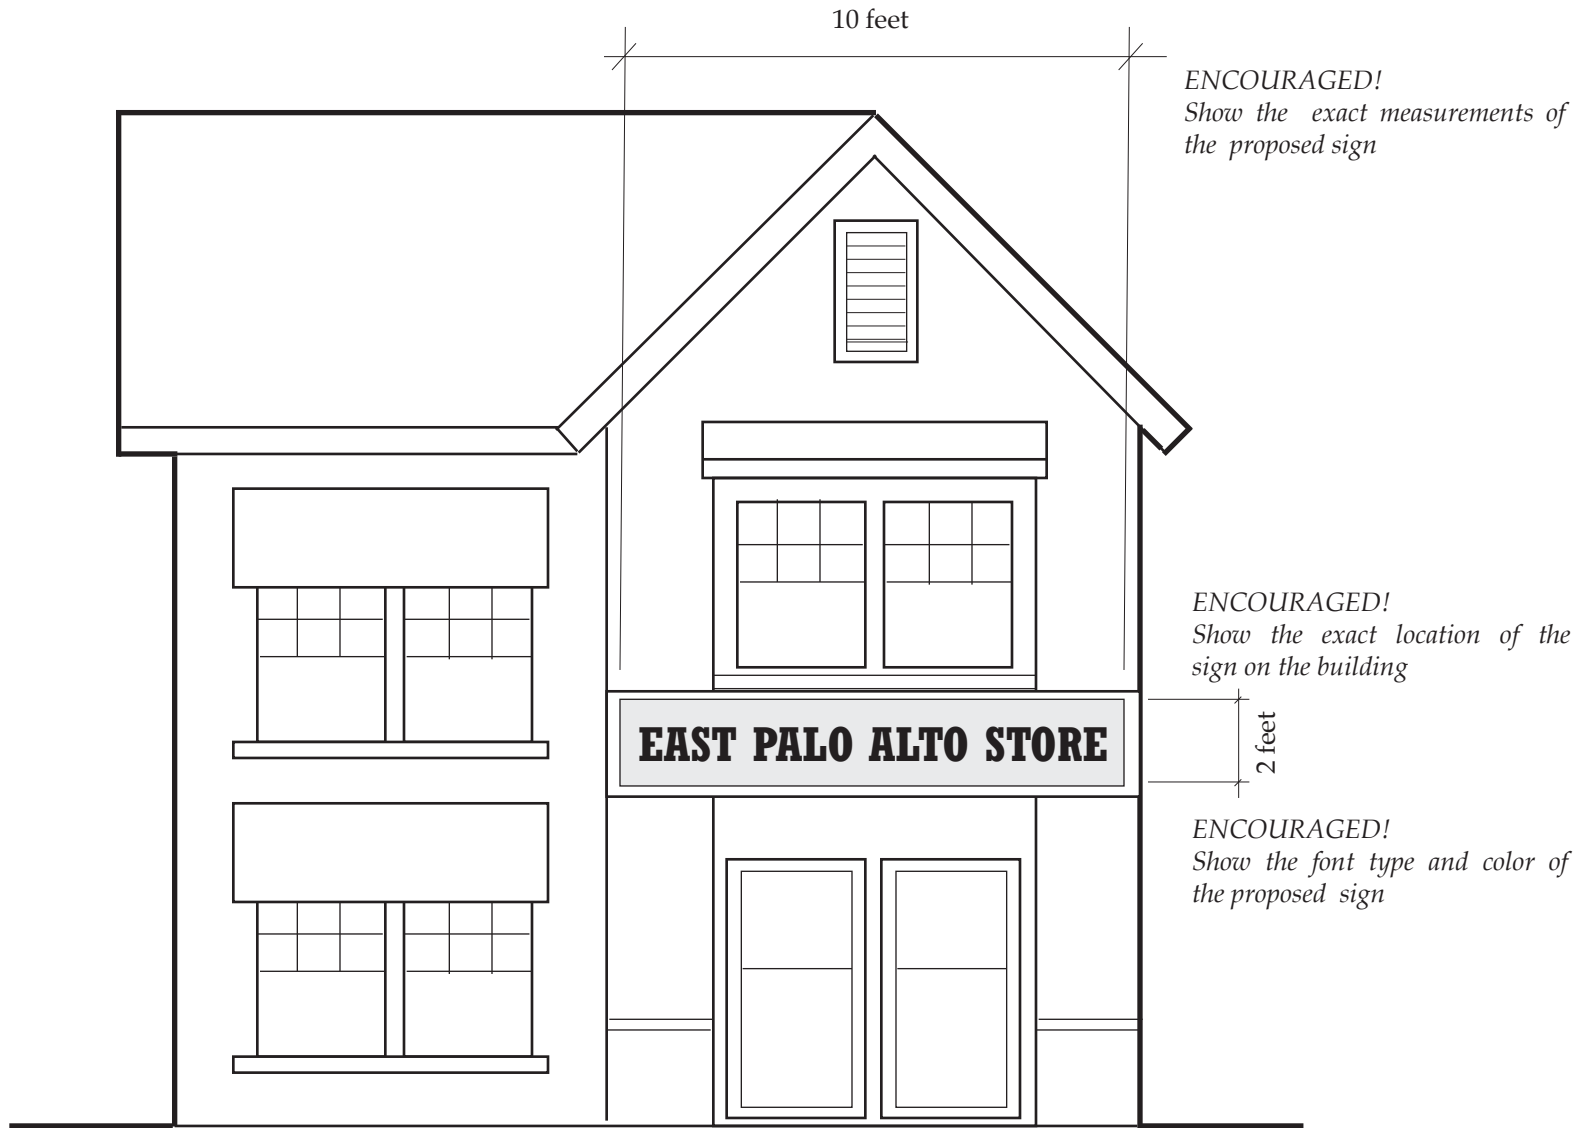 10 feet
ENCOURAGED!
Show the exact measurements of
the proposed sign
ENCOURAGED!
Show the exact location of the
sign on the building
EAST PALO ALTO STORE
2 feet
ENCOURAGED!
Show the font type and color of
the proposed sign